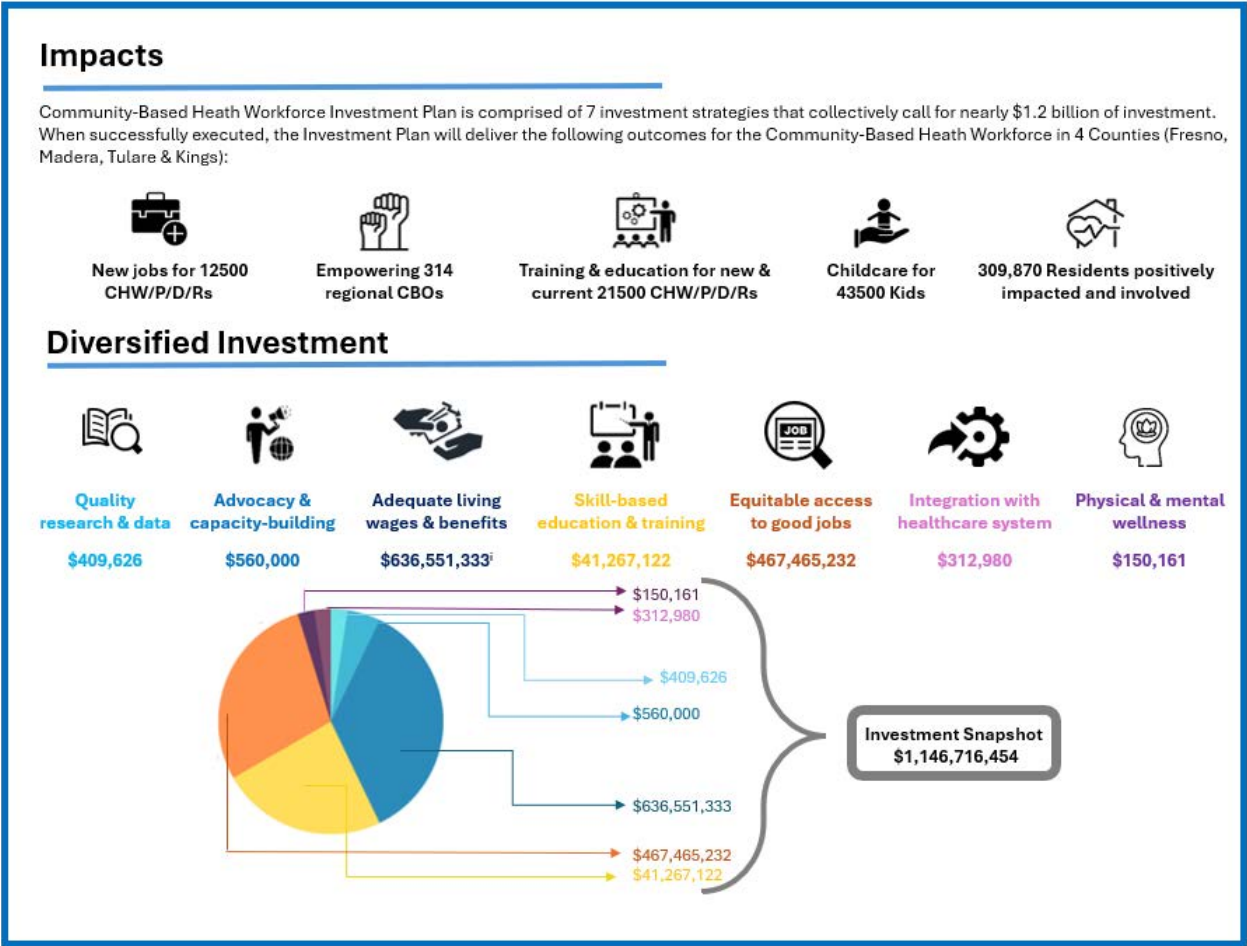 Impacts
Community-Based Heath Workforce Investment Plan is comprised of 7 investment strategies that collectively call for nearly $1.2 billion of investment.
When successfully executed, the Investment Plan will deliver the following outcomes for the Community-Based Heath Workforce in 4 Counties (Fresno,
Madera, Tulare & Kings):
New jobs for 12500
CHW/P/D/Rs
Empowering 314
regional CBOs
Training & education for new &
current 21500 CHW/P/D/Rs
Childcare for
43500 Kids
309,870 Residents positively
impacted and involved
Diversified Investment
JOB
Quality
research & data
$409,626
Advocacy &
capacity-building
$560,000
Adequate living
wages & benefits
$636,551,333ⁱ
Skill-based
education & training
$41,267,122
Equitable access
to good jobs
$467,465,232
Integration with
healthcare system
$312,980
Physical & mental
wellness
$150,161
$150,161
$312,980
$409,626
$560,000
$636,551,333
$467,465,232
$41,267,122
Investment Snapshot
$1,146,716,454